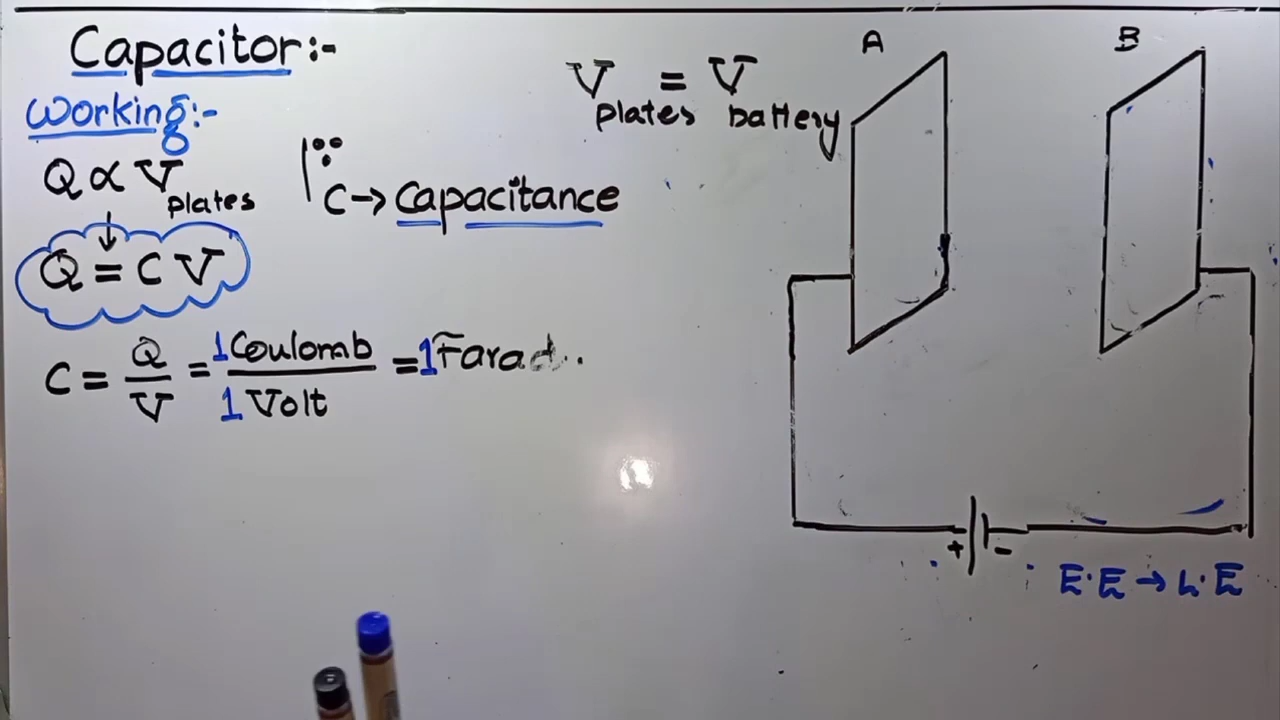 Capacitor:-
Working:-
Q ∝ V plates
↓
Q = C V
C = Q/V = 1 Coulomb/1 Volt = 1 Farad..
C → Capacitance
V plates = V battery
A
B
+ -
E.E → L.E